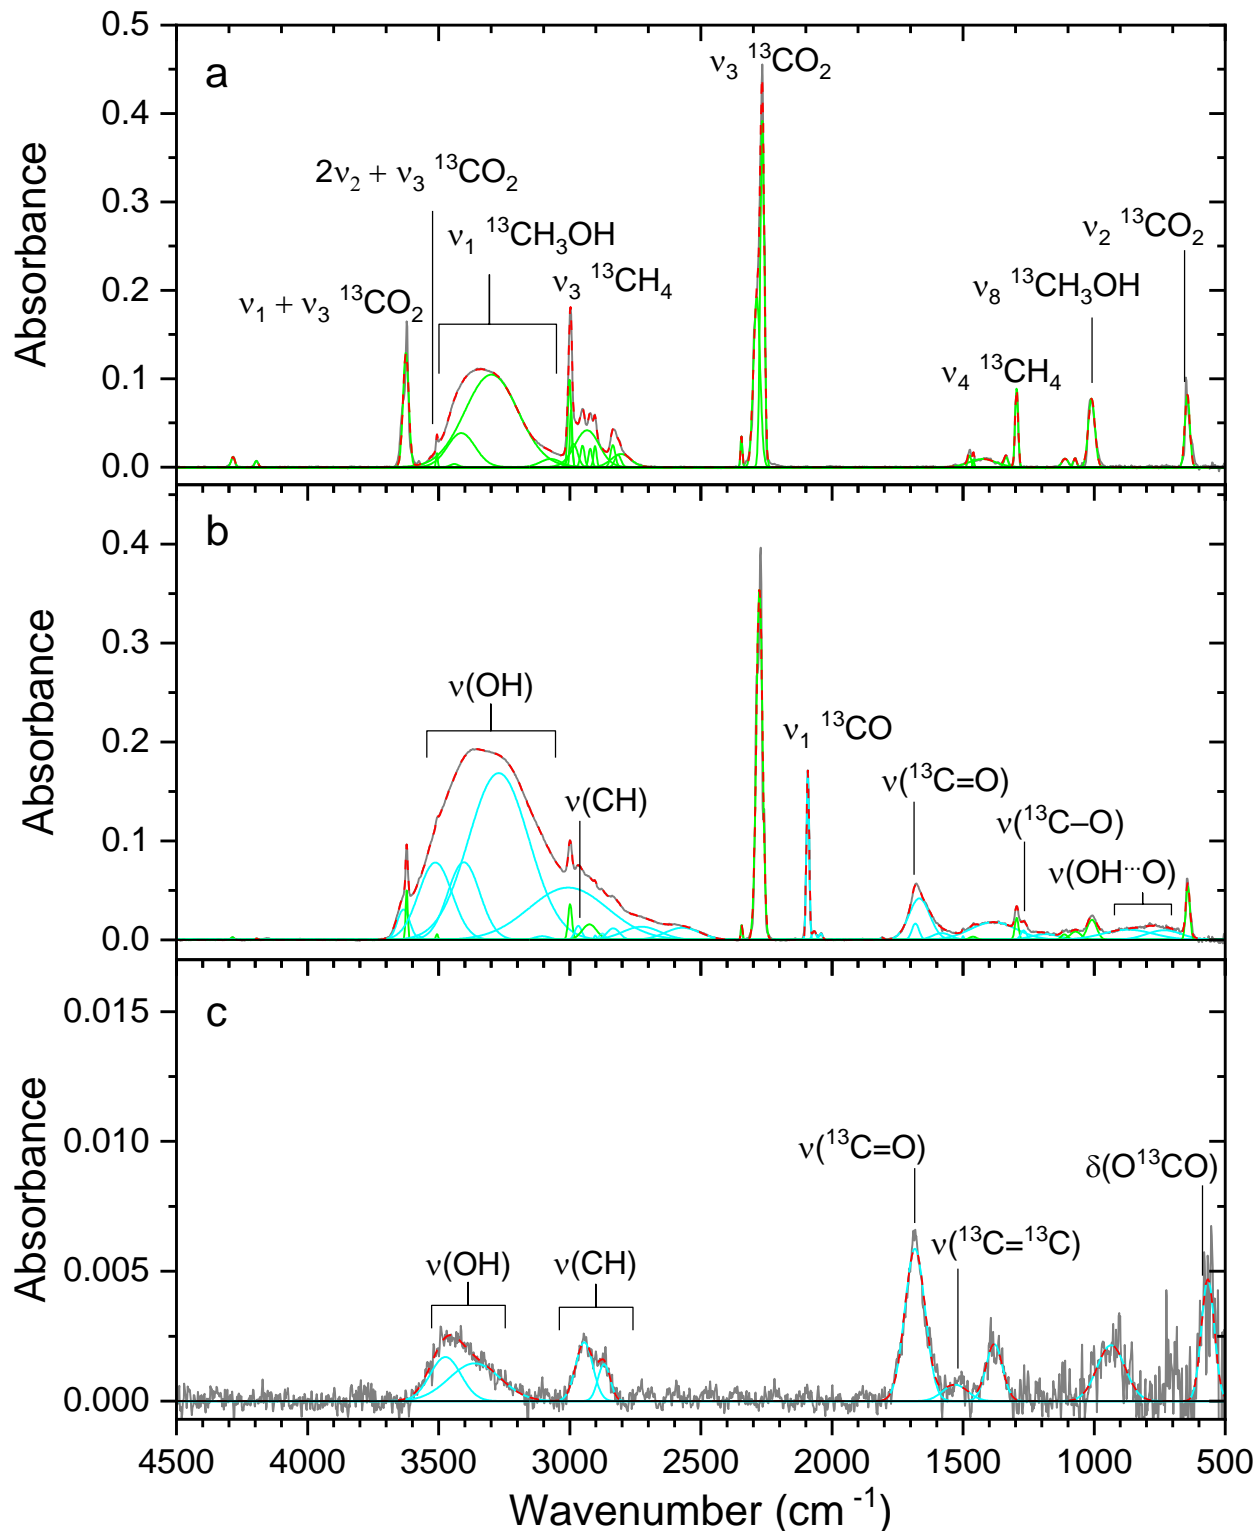 a
0.5
0.4
0.3
0.2
0.1
0.0
Absorbance
ν₁ + ν₃ ¹³CO₂
2ν₂ + ν₃ ¹³CO₂
ν₁ ¹³CH₃OH
ν₃ ¹³CH₄
ν₃ ¹³CO₂
ν₄ ¹³CH₄
ν₈ ¹³CH₃OH
ν₂ ¹³CO₂
b
0.4
0.3
0.2
0.1
0.0
Absorbance
ν(OH)
ν(CH)
ν₁ ¹³CO
ν(¹³C=O)
ν(¹³C–O)
ν(OH···O)
c
0.015
0.010
0.005
0.000
Absorbance
ν(OH)
ν(CH)
ν(¹³C=O)
ν(¹³C=¹³C)
δ(O¹³CO)
4500 4000 3500 3000 2500 2000 1500 1000 500
Wavenumber (cm⁻¹)